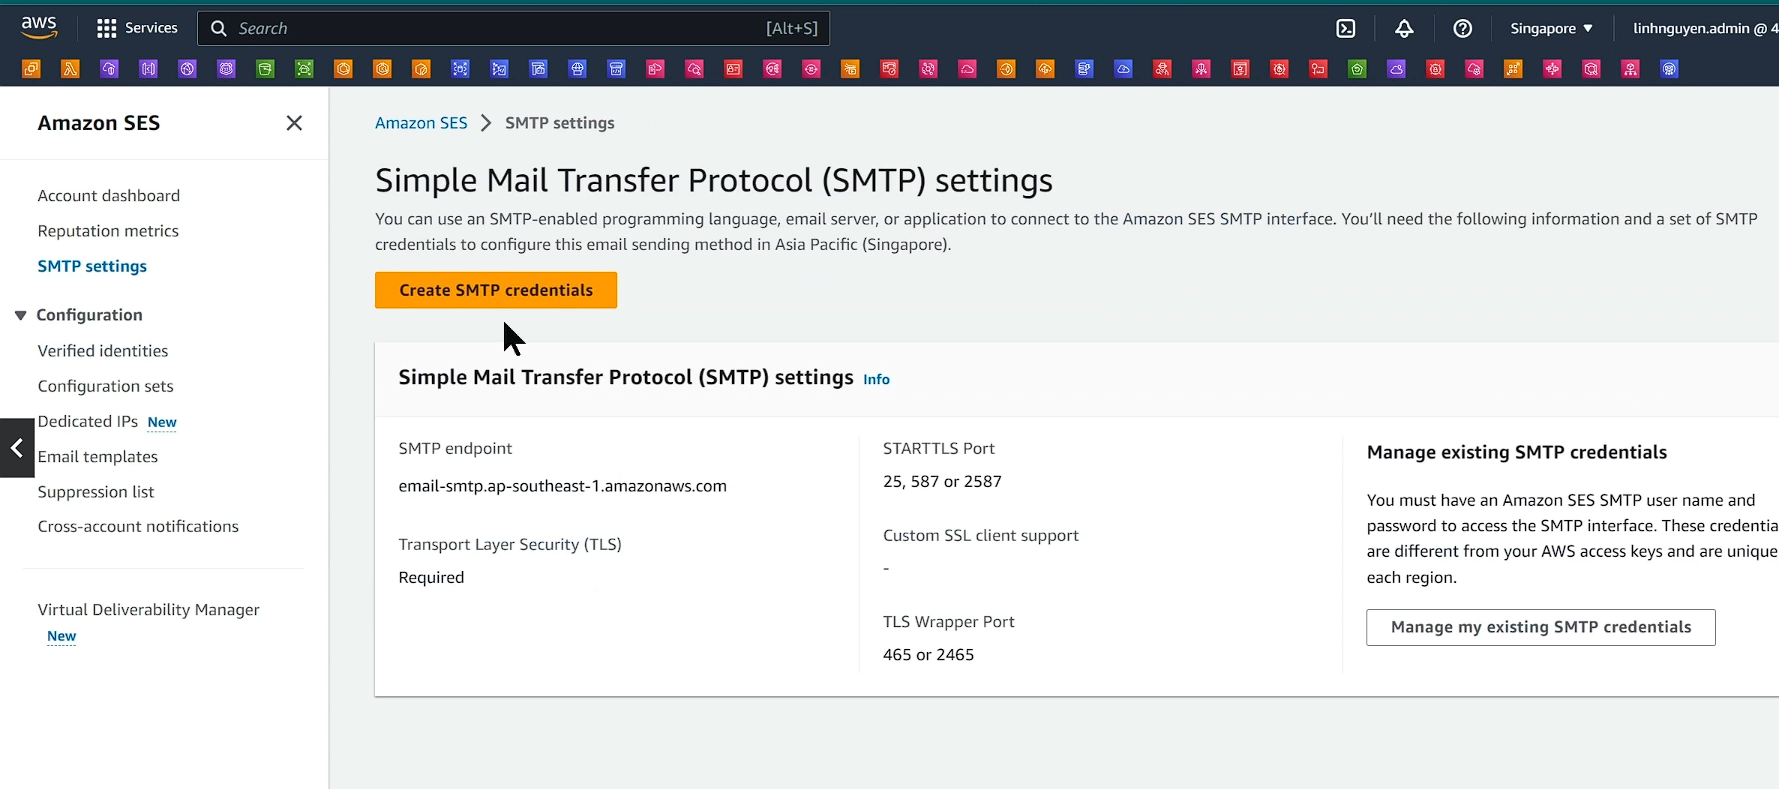 aws
Services
Search
[Alt+S]
Singapore
linhnguyen.admin @ 4
Amazon SES
Account dashboard
Reputation metrics
SMTP settings
Configuration
Verified identities
Configuration sets
Dedicated IPs New
Email templates
Suppression list
Cross-account notifications
Virtual Deliverability Manager
New
Amazon SES > SMTP settings
Simple Mail Transfer Protocol (SMTP) settings
You can use an SMTP-enabled programming language, email server, or application to connect to the Amazon SES SMTP interface. You'll need the following information and a set of SMTP
credentials to configure this email sending method in Asia Pacific (Singapore).
Create SMTP credentials
Simple Mail Transfer Protocol (SMTP) settings Info
SMTP endpoint
email-smtp.ap-southeast-1.amazonaws.com
Transport Layer Security (TLS)
Required
STARTTLS Port
25, 587 or 2587
Custom SSL client support
-
TLS Wrapper Port
465 or 2465
Manage existing SMTP credentials
You must have an Amazon SES SMTP user name and
password to access the SMTP interface. These credentia
are different from your AWS access keys and are unique
each region.
Manage my existing SMTP credentials